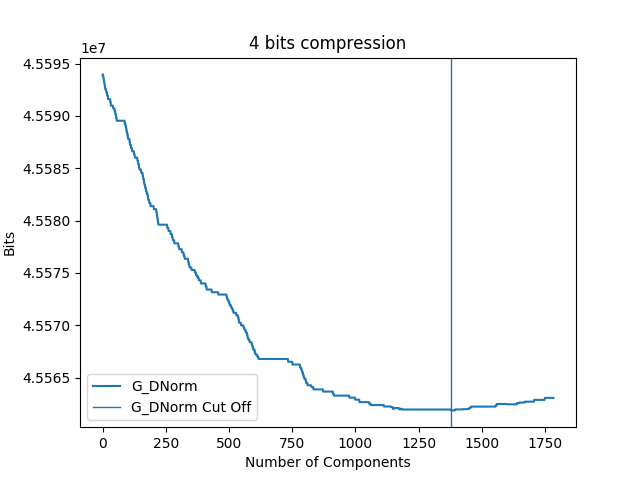 4 bits compression
1e7
4.5595
4.5590
4.5585
4.5580
4.5575
4.5570
4.5565
Bits
G_DNorm
G_DNorm Cut Off
0 250 500 750 1000 1250 1500 1750
Number of Components